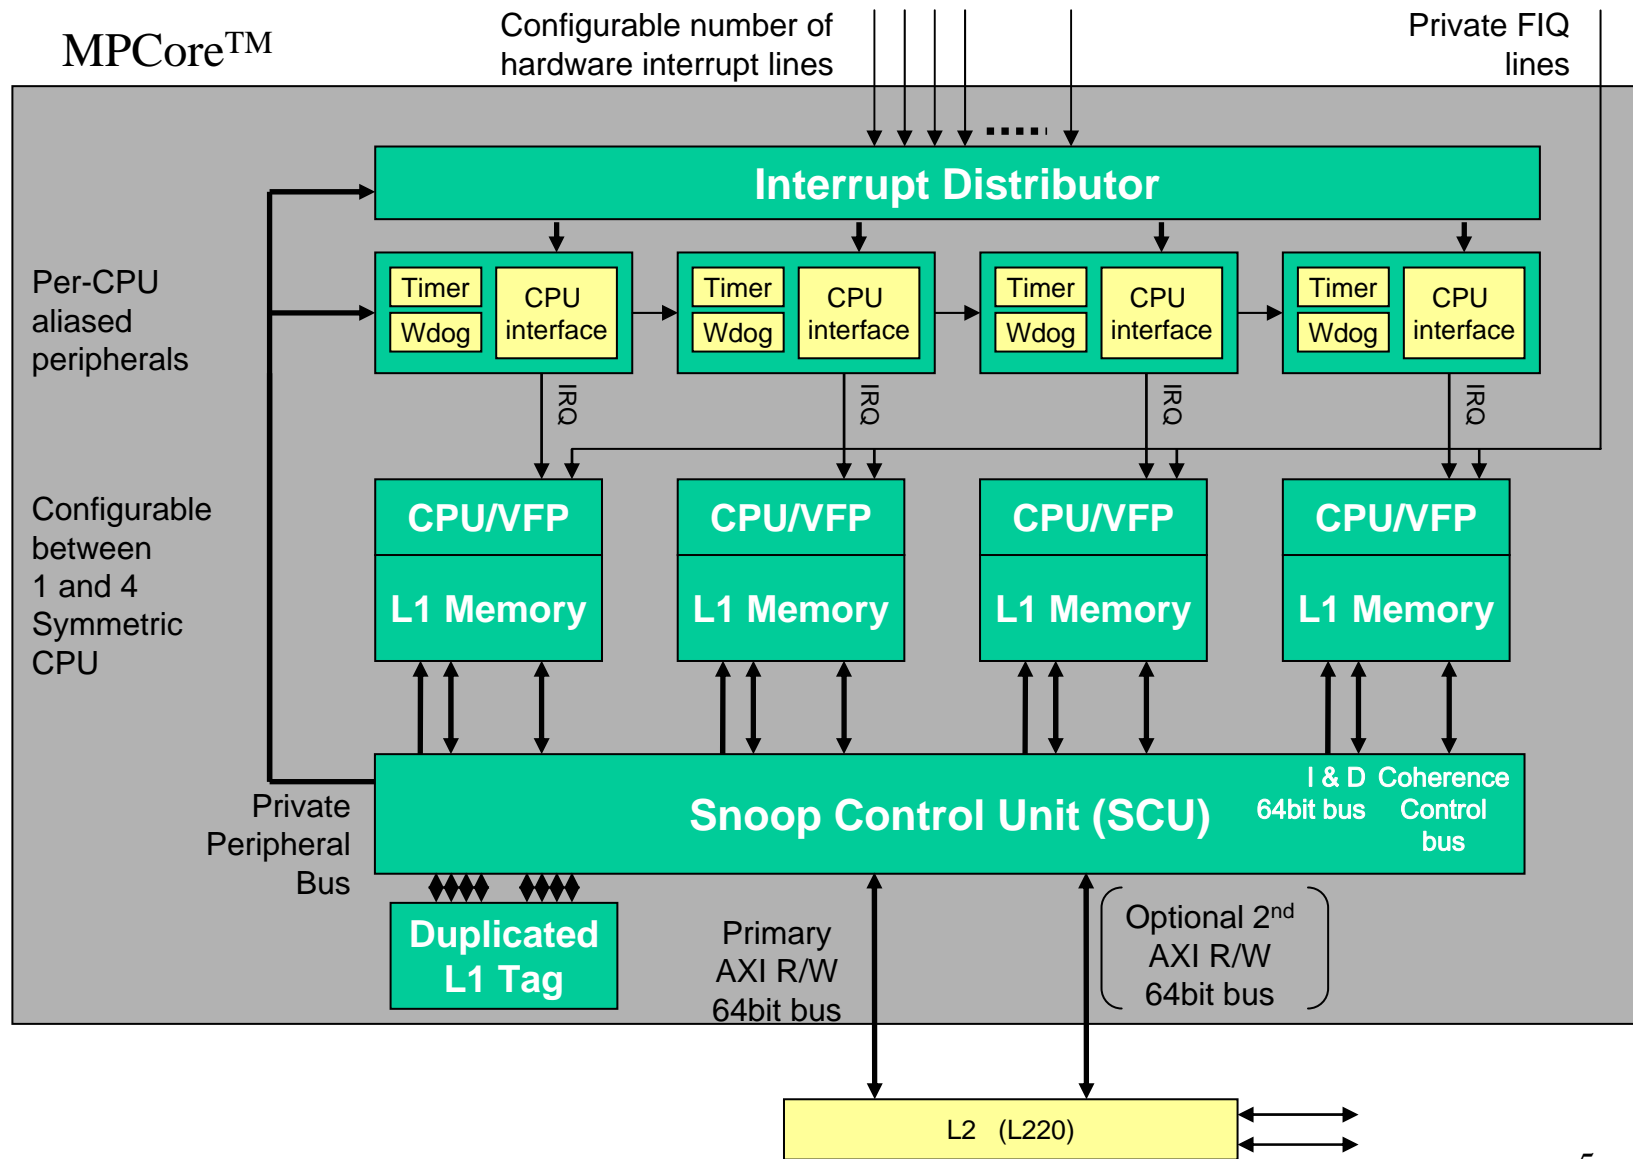 MPCore™
Configurable number of
hardware interrupt lines
Private FIQ
lines
Interrupt Distributor
Per-CPU
aliased
peripherals
Timer
Wdog
CPU
interface
Timer
Wdog
CPU
interface
Timer
Wdog
CPU
interface
Timer
Wdog
CPU
interface
IRQ
IRQ
IRQ
IRQ
Configurable
between
1 and 4
Symmetric
CPU
CPU/VFP
L1 Memory
CPU/VFP
L1 Memory
CPU/VFP
L1 Memory
CPU/VFP
L1 Memory
Private
Peripheral
Bus
Snoop Control Unit (SCU)
I & D
64bit bus
Coherence
Control
bus
Duplicated
L1 Tag
Primary
AXI R/W
64bit bus
Optional 2nd
AXI R/W
64bit bus
L2 (L220)